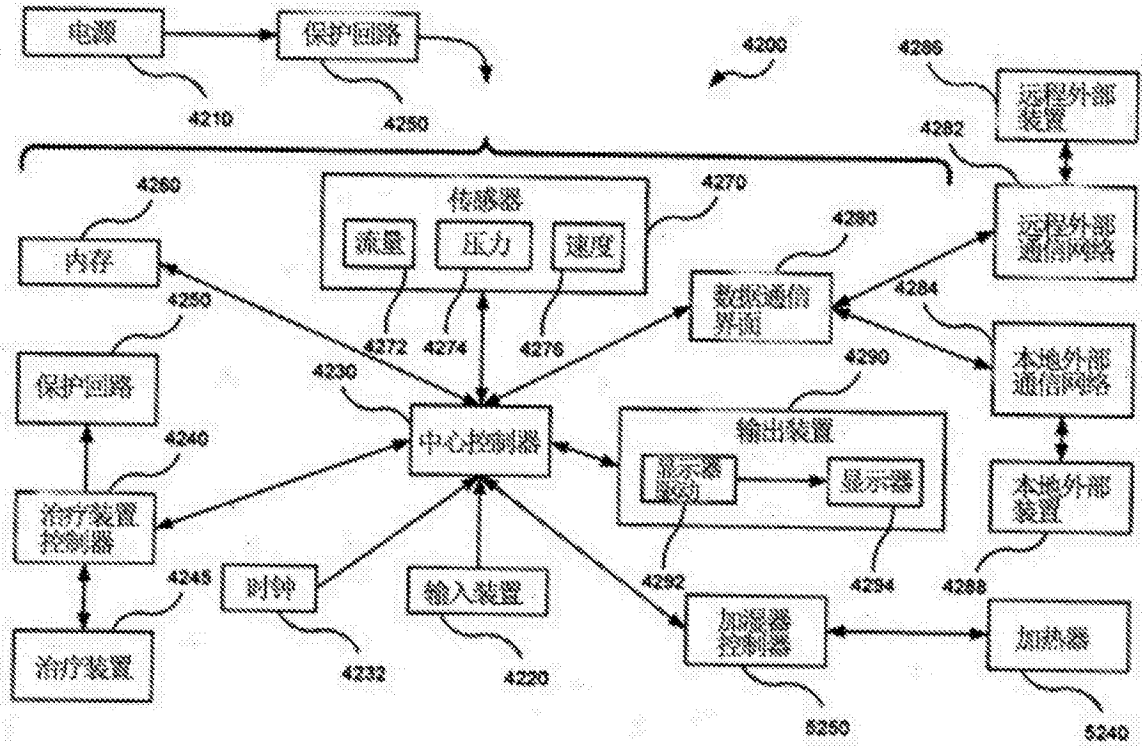 电源
保护回路
4210
4250
4200
4286
远程外部
装置
4282
远程外部
通信网络
4260
内存
传感器
流量
压力
速度
4270
4272
4274
4276
4280
数据通信
界面
4284
本地外部
通信网络
4250
保护回路
4230
中心控制器
4290
输出装置
显示器
驱动
显示器
4292
4294
本地外部
装置
4288
4240
治疗装置
控制器
4245
治疗装置
时钟
4232
输入装置
4220
加湿器
控制器
5250
加热器
5240